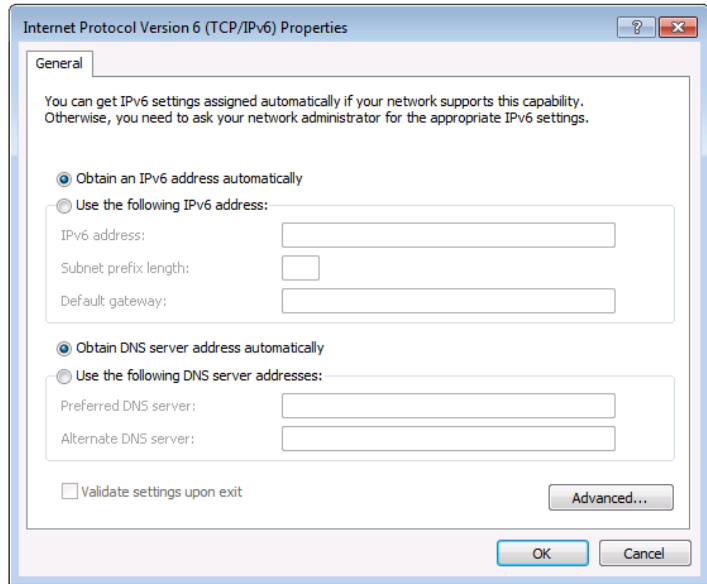 Internet Protocol Version 6 (TCP/IPv6) Properties
?
General
You can get IPv6 settings assigned automatically if your network supports this capability.
Otherwise, you need to ask your network administrator for the appropriate IPv6 settings.
Obtain an IPv6 address automatically
Use the following IPv6 address:
IPv6 address:
Subnet prefix length:
Default gateway:
Obtain DNS server address automatically
Use the following DNS server addresses:
Preferred DNS server:
Alternate DNS server:
Validate settings upon exit
Advanced...
OK
Cancel